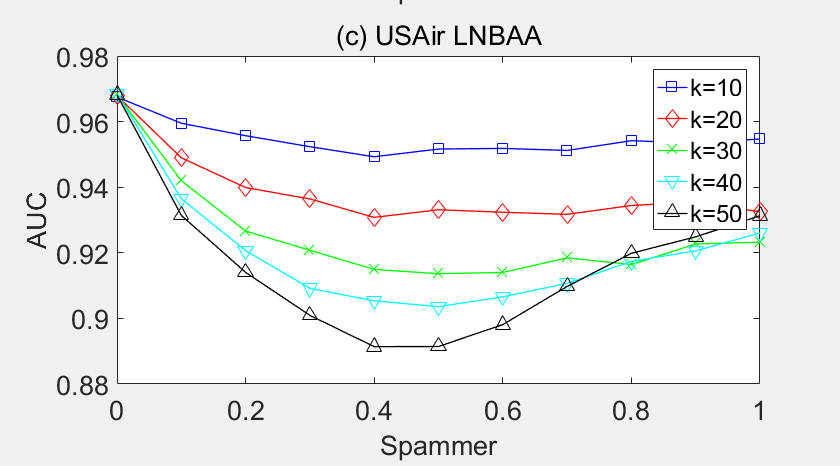 (c) USAir LNBAA
0.98
0.96
0.94
0.92
0.9
0.88
AUC
k=10
k=20
k=30
k=40
k=50
0 0.2 0.4 0.6 0.8 1
Spammer